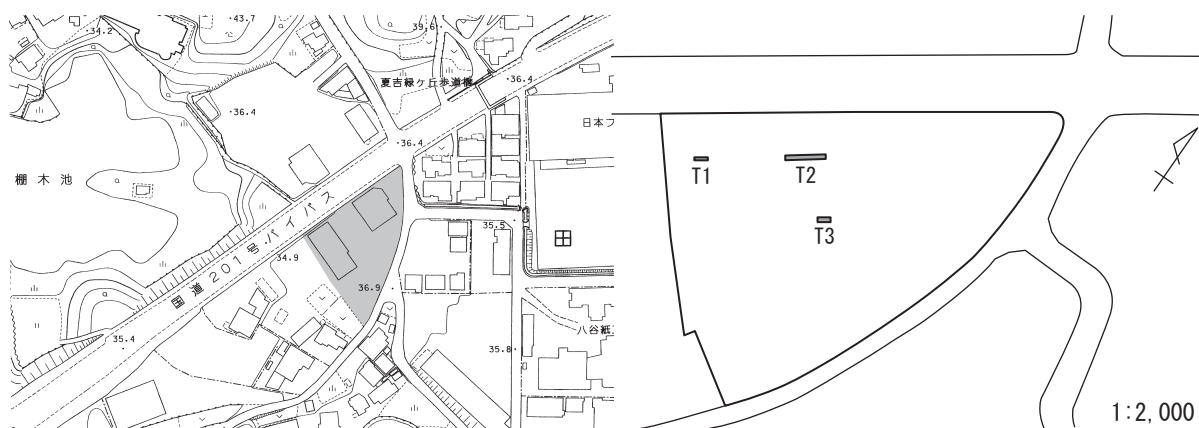 34.2
43.7
39.6
夏吉緑ケ丘歩道橋
36.4
36.4
36.4
日本フ
棚木池
国道201号バイパス
35.5
田
34.9
36.9
八谷紙
35.4
35.8
T1
T2
T3
1:2,000